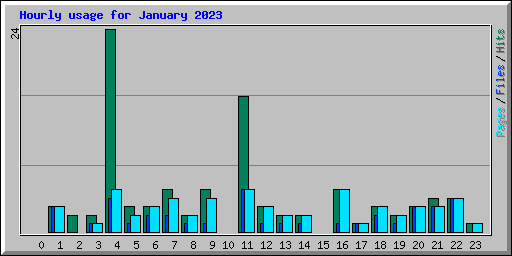 Hourly usage for January 2023
24
Pages/Files/Hits
0 1 2 3 4 5 6 7 8 9 10 11 12 13 14 15 16 17 18 19 20 21 22 23